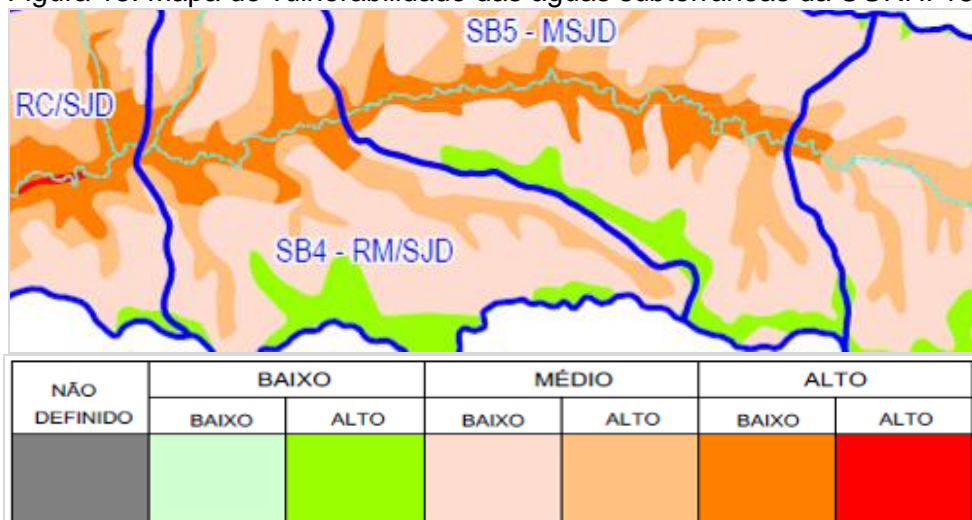 SB5 - MSJD
RC/SJD
SB4 - RM/SJD
NÃO DEFINIDO
BAIXO
MÉDIO
ALTO
BAIXO
ALTO
BAIXO
ALTO
BAIXO
ALTO